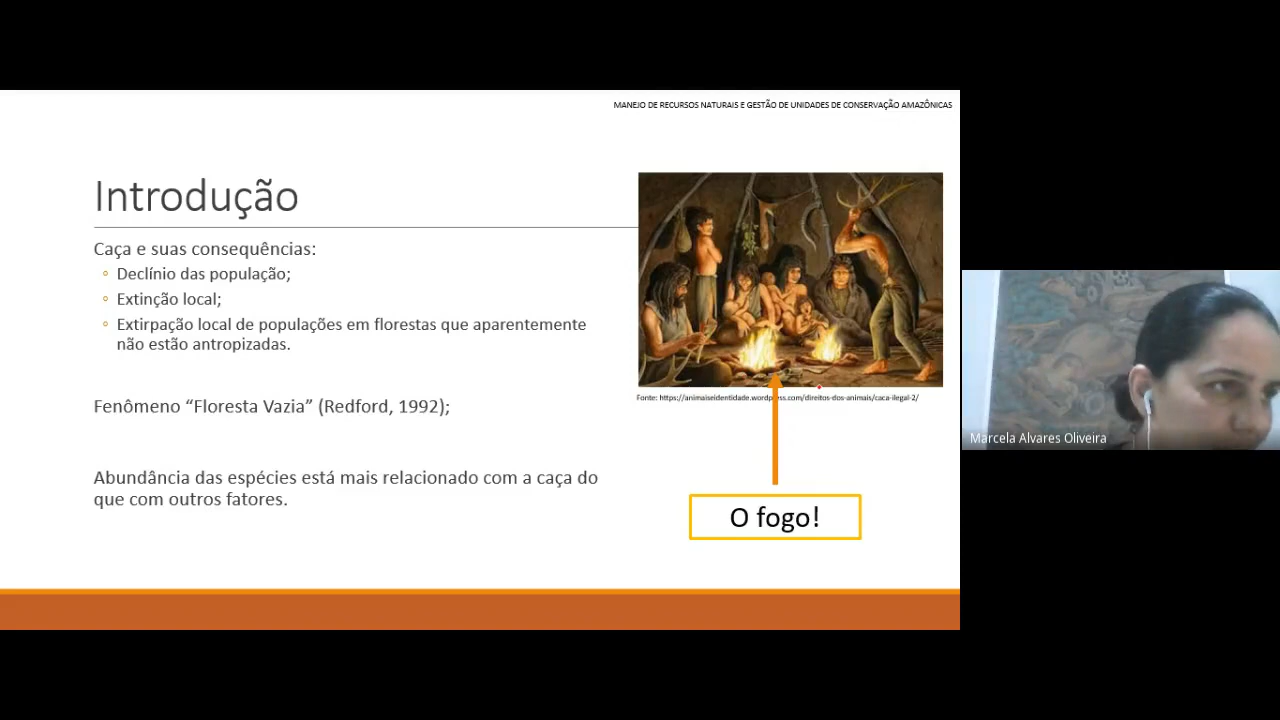 MANEJO DE RECURSOS NATURAIS E GESTÃO DE UNIDADES DE CONSERVAÇÃO AMAZÔNICAS
Introdução
Caça e suas consequências:
Declínio das população;
Extinção local;
Extirpação local de populações em florestas que aparentemente
não estão antropizadas.
Fenômeno “Floresta Vazia” (Redford, 1992);
Abundância das espécies está mais relacionado com a caça do
que com outros fatores.
Fonte: https://animaiseidentidade.wordpress.com/direitos-dos-animais/caca-ilegal-2/
O fogo!
Marcela Alvares Oliveira